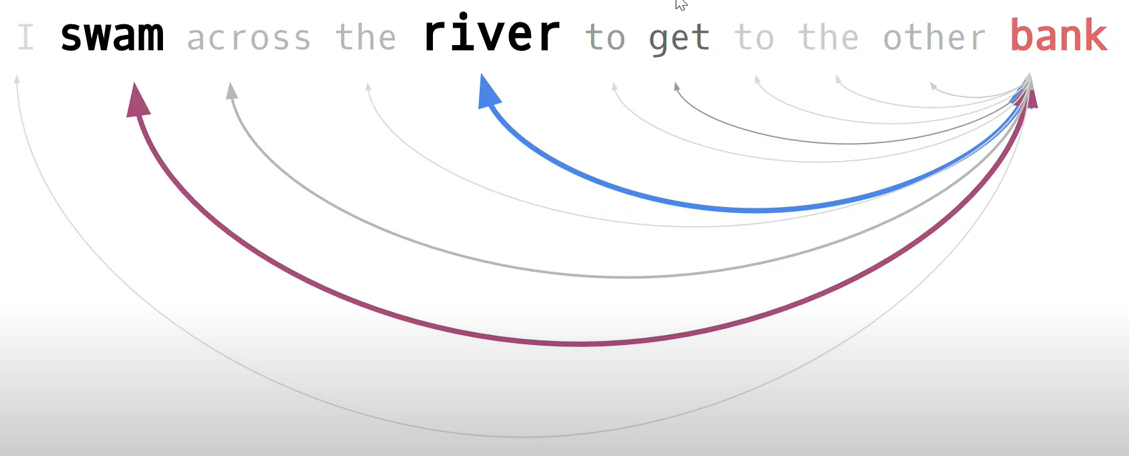 I swam across the river to get to the other bank